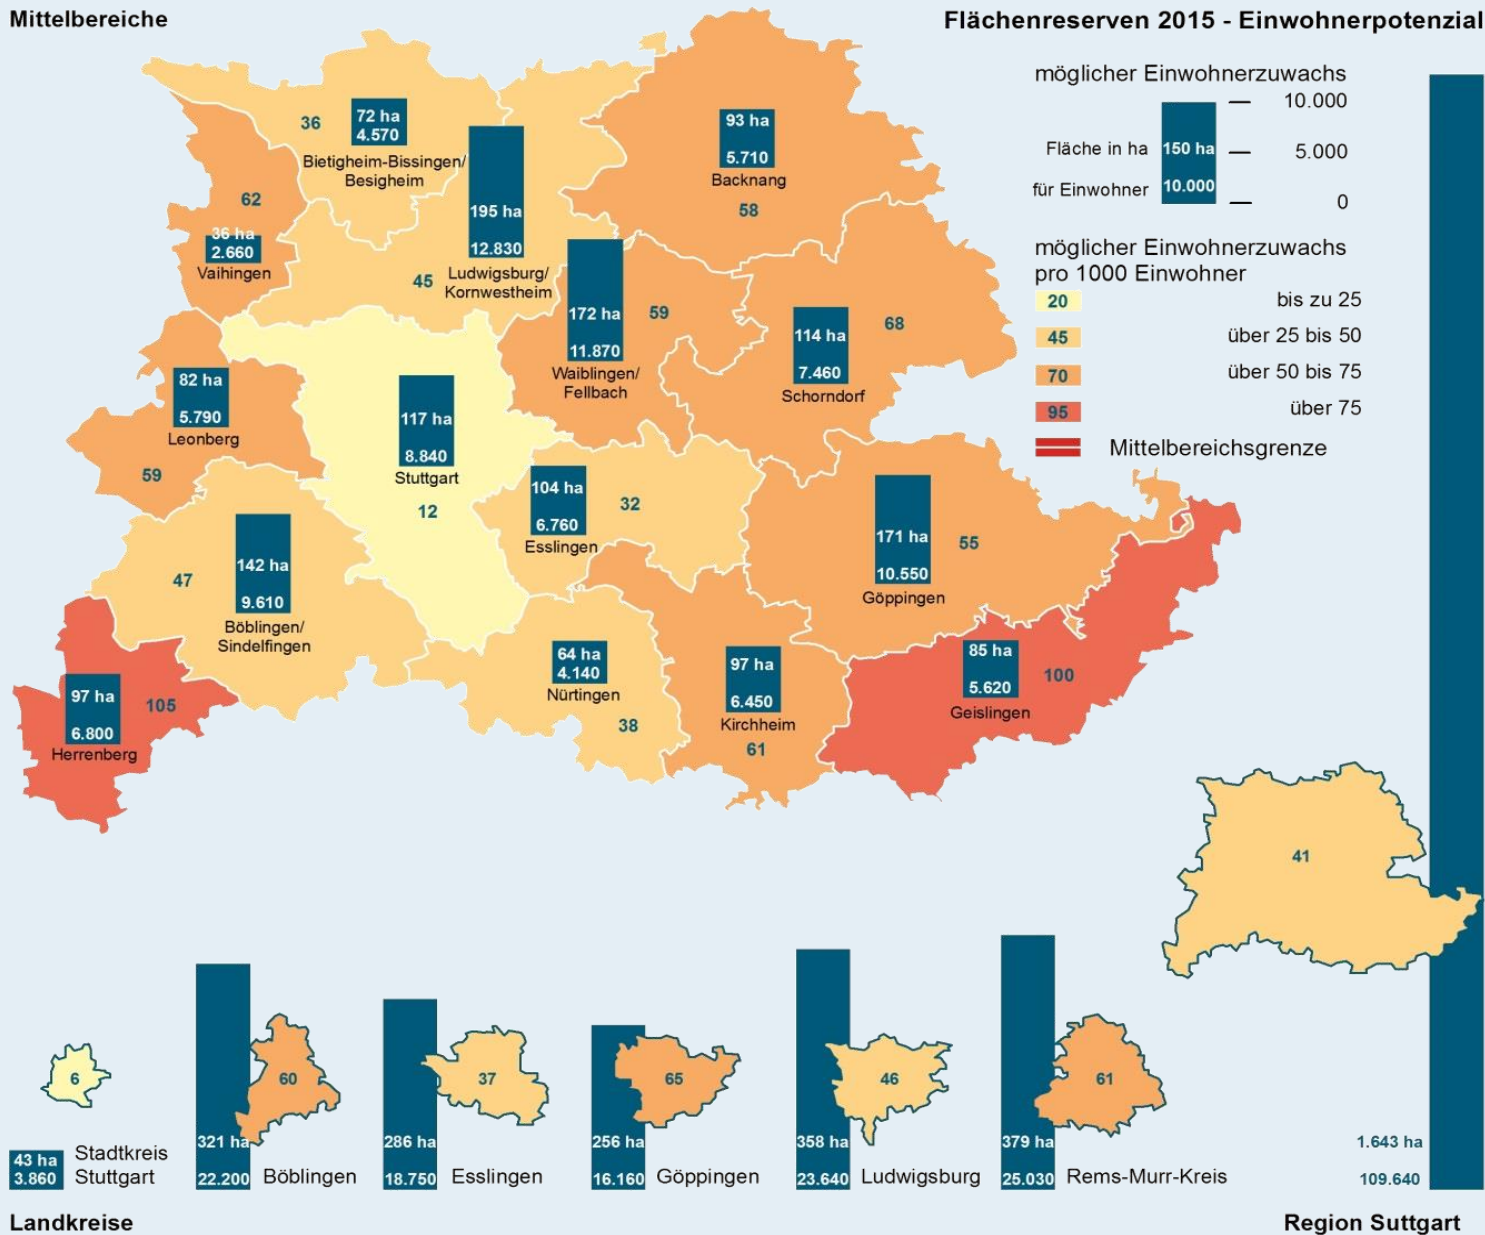 Mittelbereiche
Flächenreserven 2015 - Einwohnerpotenzial
möglicher Einwohnerzuwachs
10.000
Fläche in ha
150 ha
5.000
für Einwohner
10.000
0
möglicher Einwohnerzuwachs
pro 1000 Einwohner
20
bis zu 25
45
über 25 bis 50
70
über 50 bis 75
95
über 75
Mittelbereichsgrenze
36
72 ha
4.570
Bietigheim-Bissingen/
Besigheim
93 ha
5.710
Backnang
58
62
36 ha
2.660
Vaihingen
195 ha
12.830
45
Ludwigsburg/
Kornwestheim
172 ha
11.870
59
Waiblingen/
Fellbach
114 ha
7.460
68
Schorndorf
82 ha
5.790
Leonberg
59
117 ha
8.840
Stuttgart
12
104 ha
6.760
32
Esslingen
171 ha
10.550
55
Göppingen
47
142 ha
9.610
Böblingen/
Sindelfingen
64 ha
4.140
Nürtingen
38
97 ha
6.450
Kirchheim
61
85 ha
5.620
100
Geislingen
97 ha
6.800
105
Herrenberg
41
6
43 ha
3.860
Stadtkreis
Stuttgart
60
321 ha
22.200
Böblingen
37
286 ha
18.750
Esslingen
65
256 ha
16.160
Göppingen
46
358 ha
23.640
Ludwigsburg
61
379 ha
25.030
Rems-Murr-Kreis
1.643 ha
109.640
Landkreise
Region Suttgart